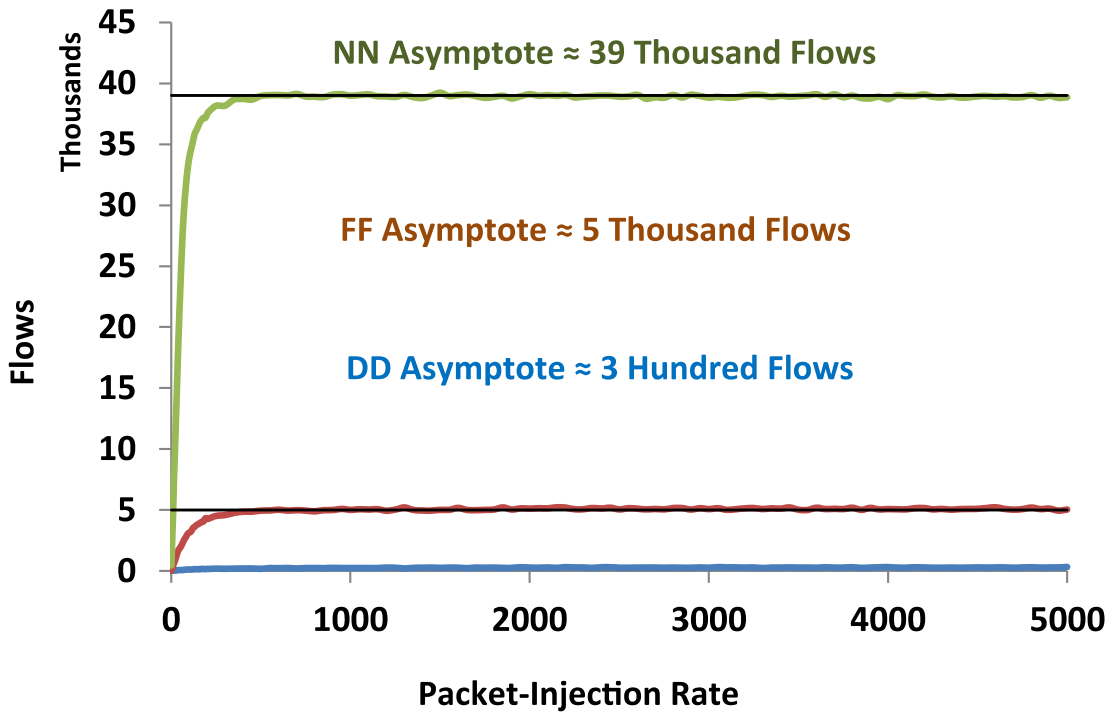 NN Asymptote ≈ 39 Thousand Flows
FF Asymptote ≈ 5 Thousand Flows
DD Asymptote ≈ 3 Hundred Flows
Thousands
Flows
45
40
35
30
25
20
15
10
5
0
0 1000 2000 3000 4000 5000
Packet-Injection Rate